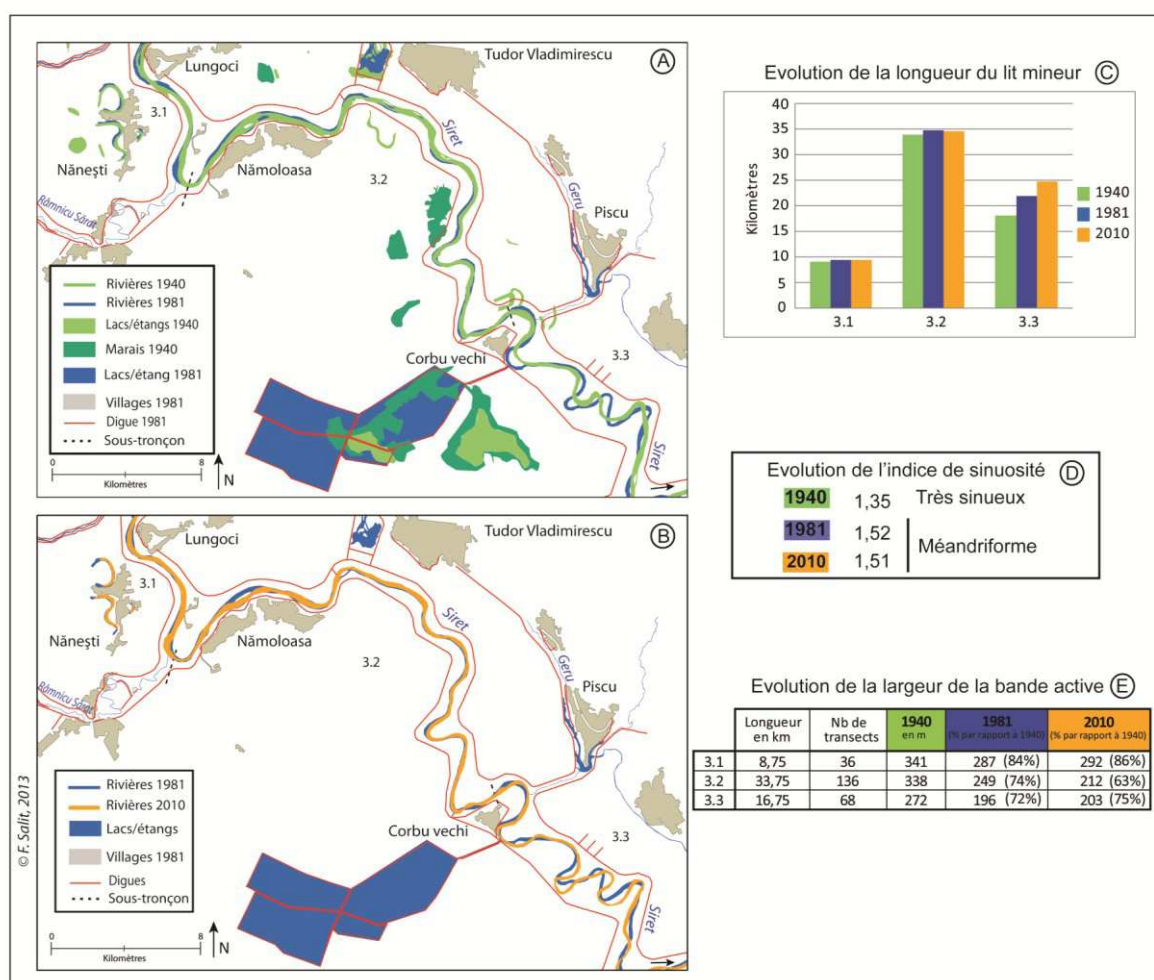 Lungoci
Tudor Vladimirescu
A
3.1
Siret
Nănești
Nămoloasa
3.2
Geru
Piscu
Râmnicu Sărat
Rivières 1940
Rivières 1981
Lacs/étangs 1940
Marais 1940
Lacs/étang 1981
Villages 1981
Digue 1981
Sous-tronçon
Corbu vechi
3.3
Siret
0 8
Kilomètres
N
Evolution de la longueur du lit mineur C
Kilomètres
40
35
30
25
20
15
10
5
0
3.1 3.2 3.3
1940
1981
2010
Evolution de l'indice de sinuosité D
1940 1,35 Très sinueux
1981 1,52 Méandriforme
2010 1,51
Lungoci
Tudor Vladimirescu
B
3.1
Siret
Nănești
Nămoloasa
3.2
Geru
Piscu
Râmnicu Sărat
Rivières 1981
Rivières 2010
Lacs/étangs
Villages 1981
Digues
Sous-tronçon
Corbu vechi
3.3
Siret
0 8
Kilomètres
N
Evolution de la largeur de la bande active E
Longueur en km Nb de transects 1940 en m 1981 (% par rapport à 1940) 2010 (% par rapport à 1940)
3.1 8,75 36 341 287 (84%) 292 (86%)
3.2 33,75 136 338 249 (74%) 212 (63%)
3.3 16,75 68 272 196 (72%) 203 (75%)
© F. Salit, 2013